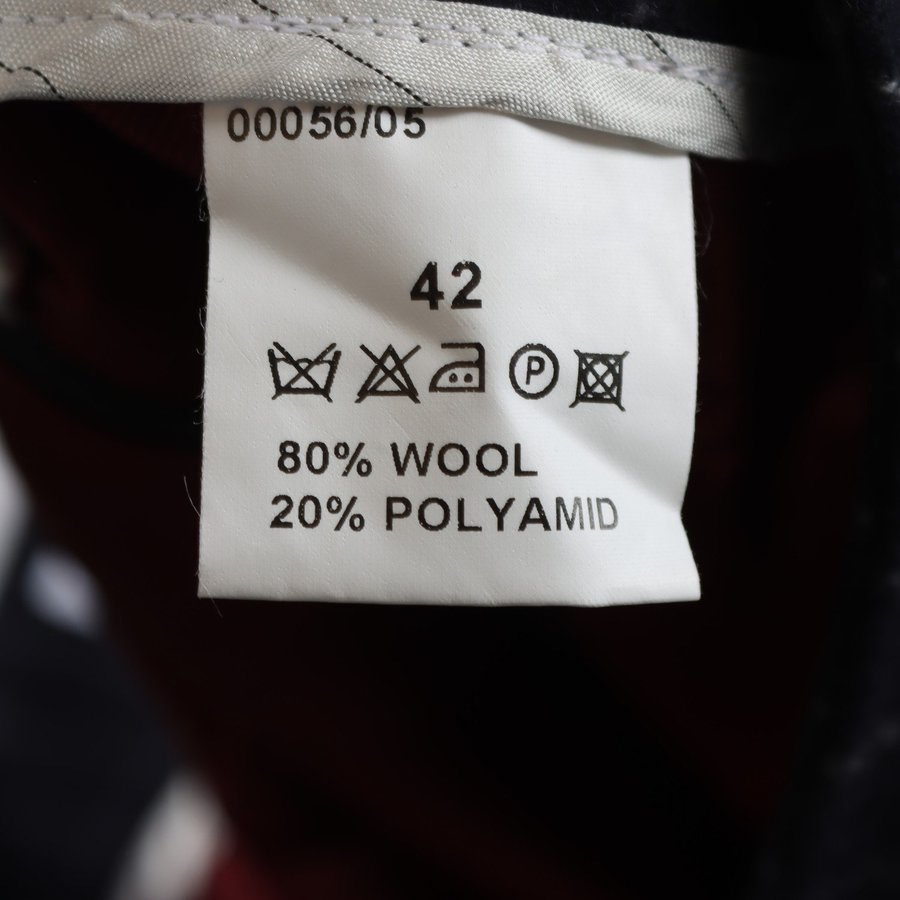 00056/05
42
P
80% WOOL
20% POLYAMID